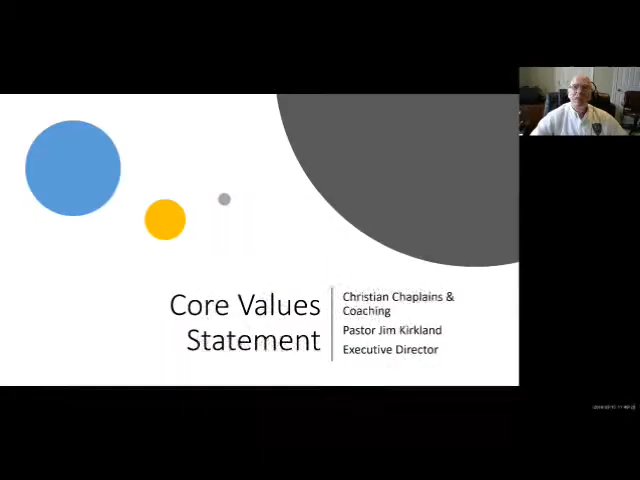 Core Values
Statement
Christian Chaplains &
Coaching
Pastor Jim Kirkland
Executive Director